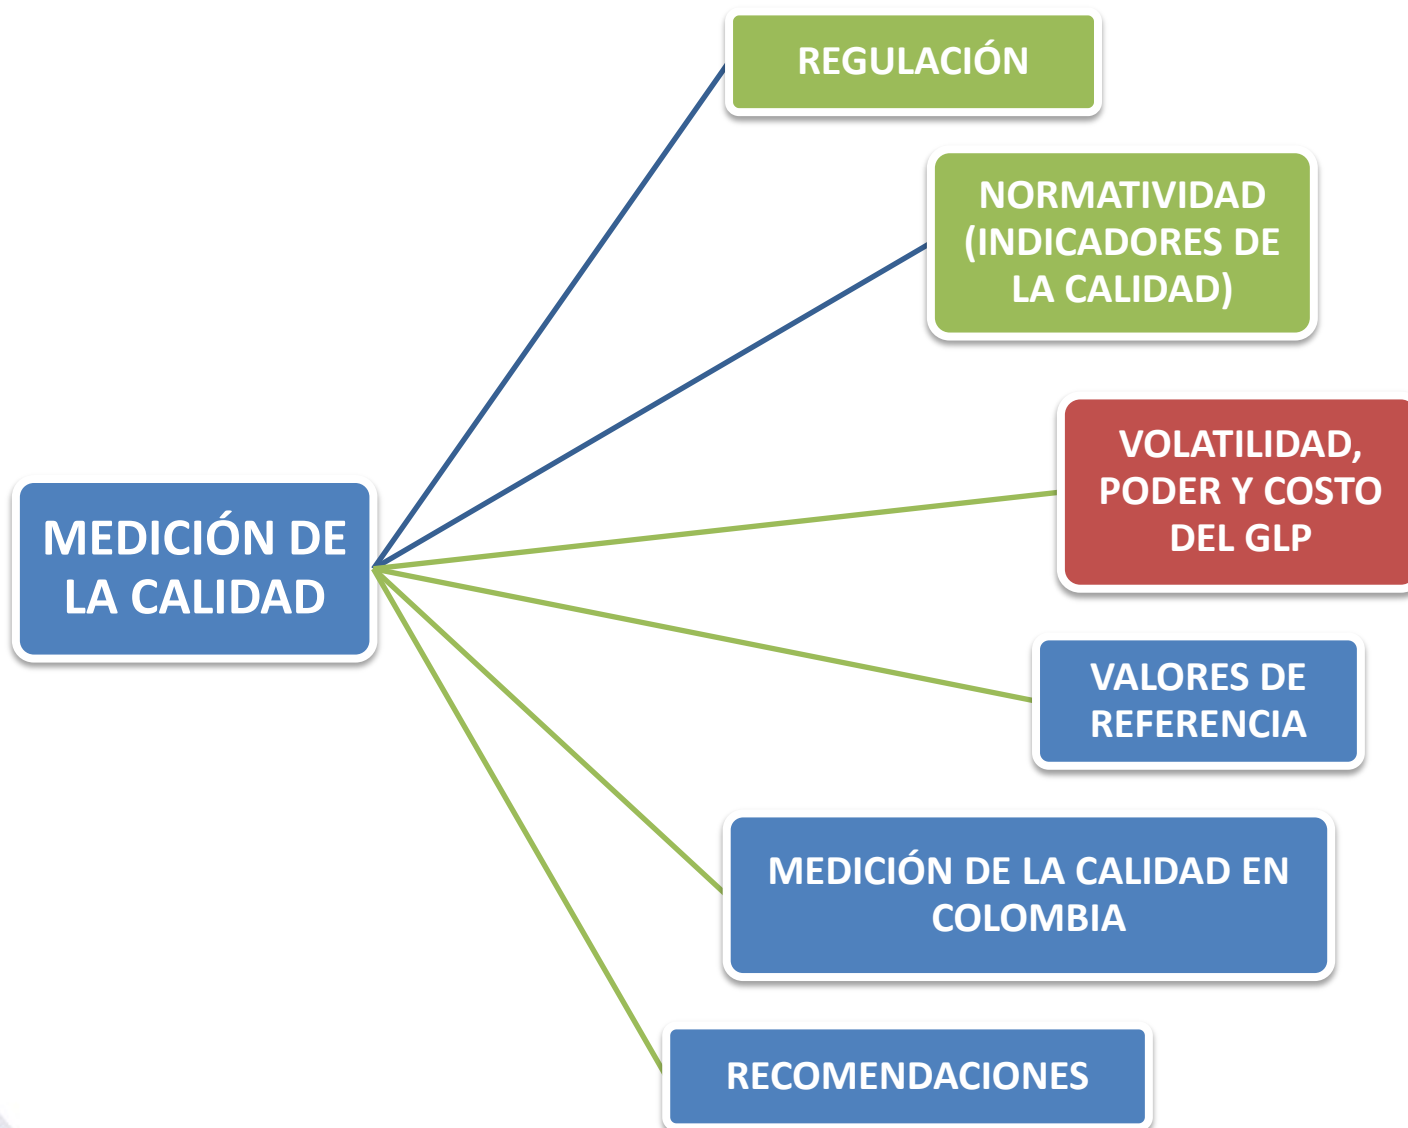 REGULACIÓN
NORMATIVIDAD
(INDICADORES DE
LA CALIDAD)
VOLATILIDAD,
PODER Y COSTO
DEL GLP
MEDICIÓN DE
LA CALIDAD
VALORES DE
REFERENCIA
MEDICIÓN DE LA CALIDAD EN
COLOMBIA
RECOMENDACIONES